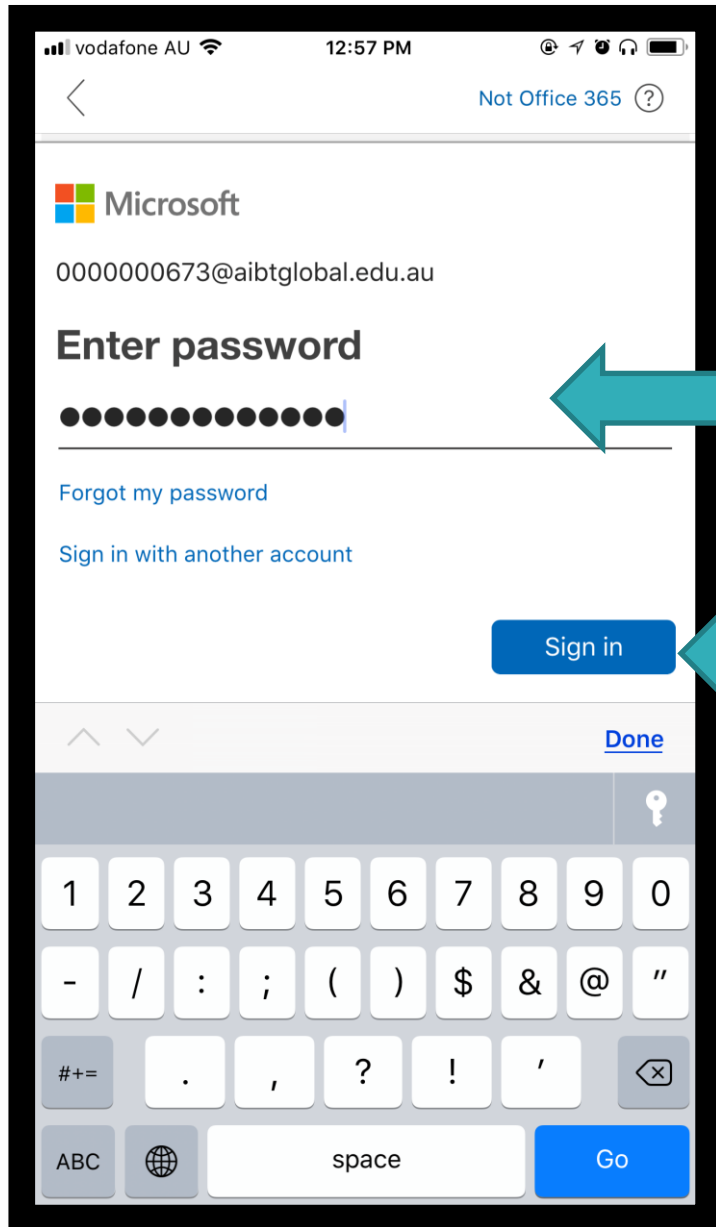 vodafone AU 12:57 PM
Not Office 365 ?
Microsoft
0000000673@aibtglobal.edu.au
Enter password
●●●●●●●●●●●●●
Forgot my password
Sign in with another account
Sign in
Done
1 2 3 4 5 6 7 8 9 0
- / : ; ( ) $ & @ "
#+= . , ? ! '
ABC space Go